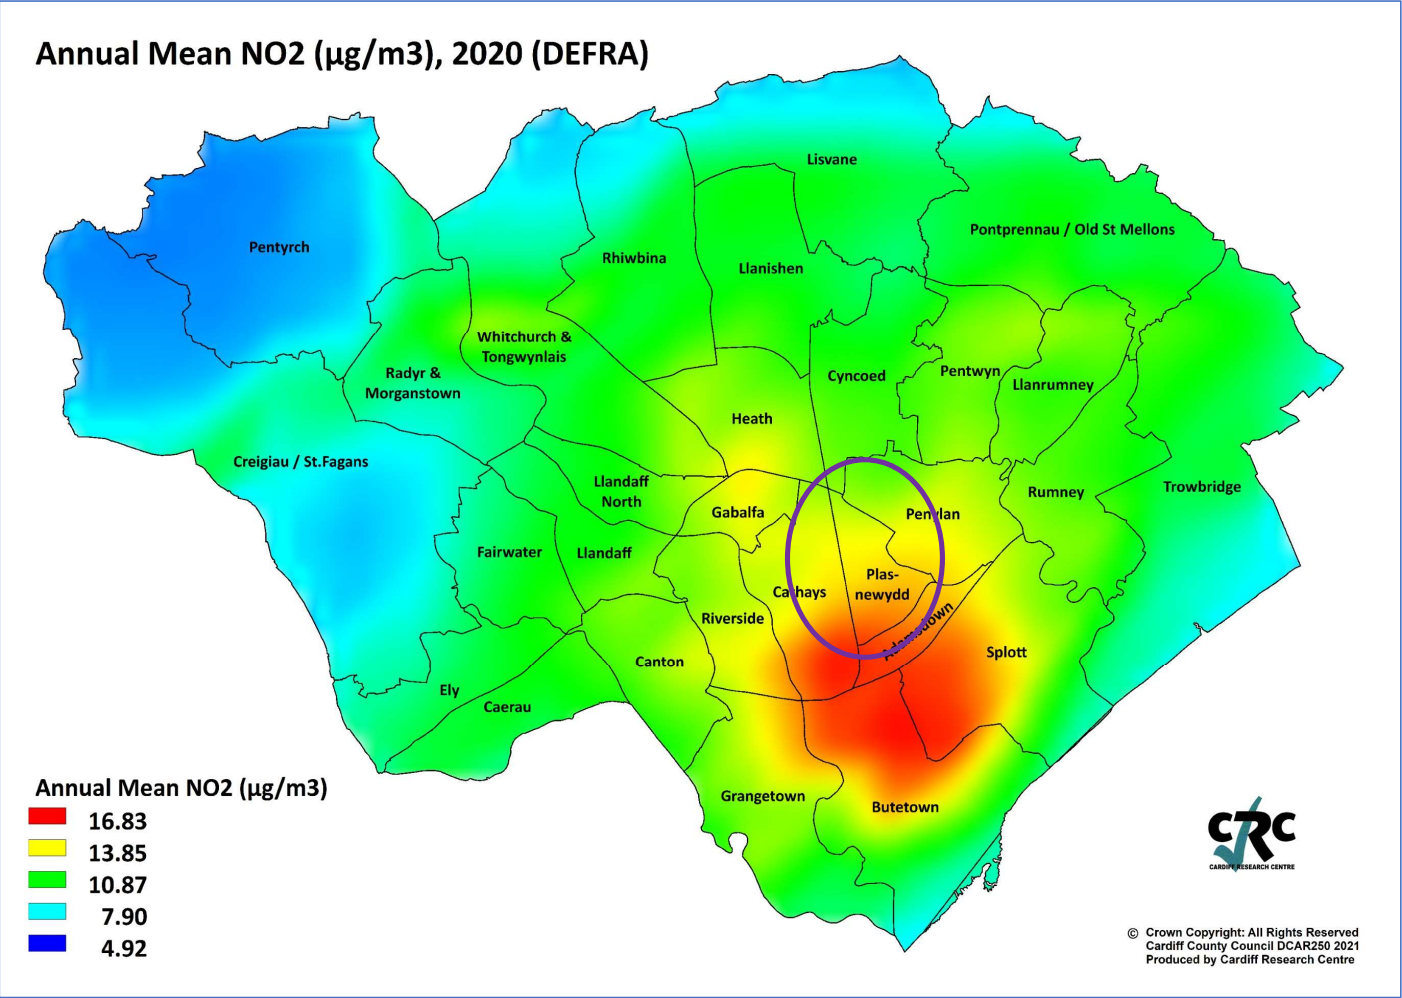 Annual Mean NO2 (µg/m3), 2020 (DEFRA)
Lisvane
Pontprennau / Old St Mellons
Pentyrch
Rhiwbina
Llanishen
Whitchurch &
Tongwynlais
Radyr &
Morganstown
Cyncoed
Pentwyn
Llanrumney
Heath
Creigiau / St.Fagans
Llandaff
North
Rumney
Trowbridge
Gabalfa
Penylan
Fairwater
Llandaff
Plas-
newydd
Cathays
Riverside
Adamsdown
Splott
Canton
Ely
Caerau
Grangetown
Butetown
Annual Mean NO2 (µg/m3)
16.83
13.85
10.87
7.90
4.92
CRC
CARDIFF RESEARCH CENTRE
© Crown Copyright: All Rights Reserved
Cardiff County Council DCAR250 2021
Produced by Cardiff Research Centre